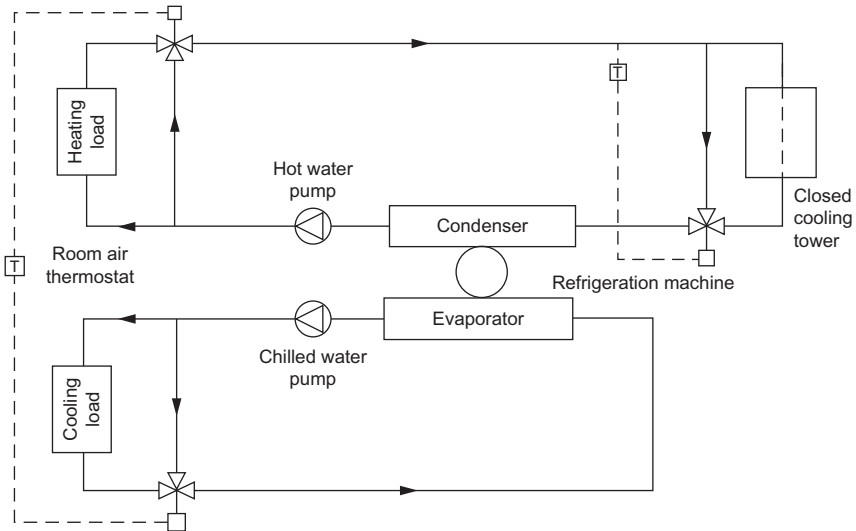 T
Heating
load
Hot water
pump
Condenser
Closed
cooling
tower
T
Room air
thermostat
Refrigeration machine
Evaporator
Chilled water
pump
Cooling
load